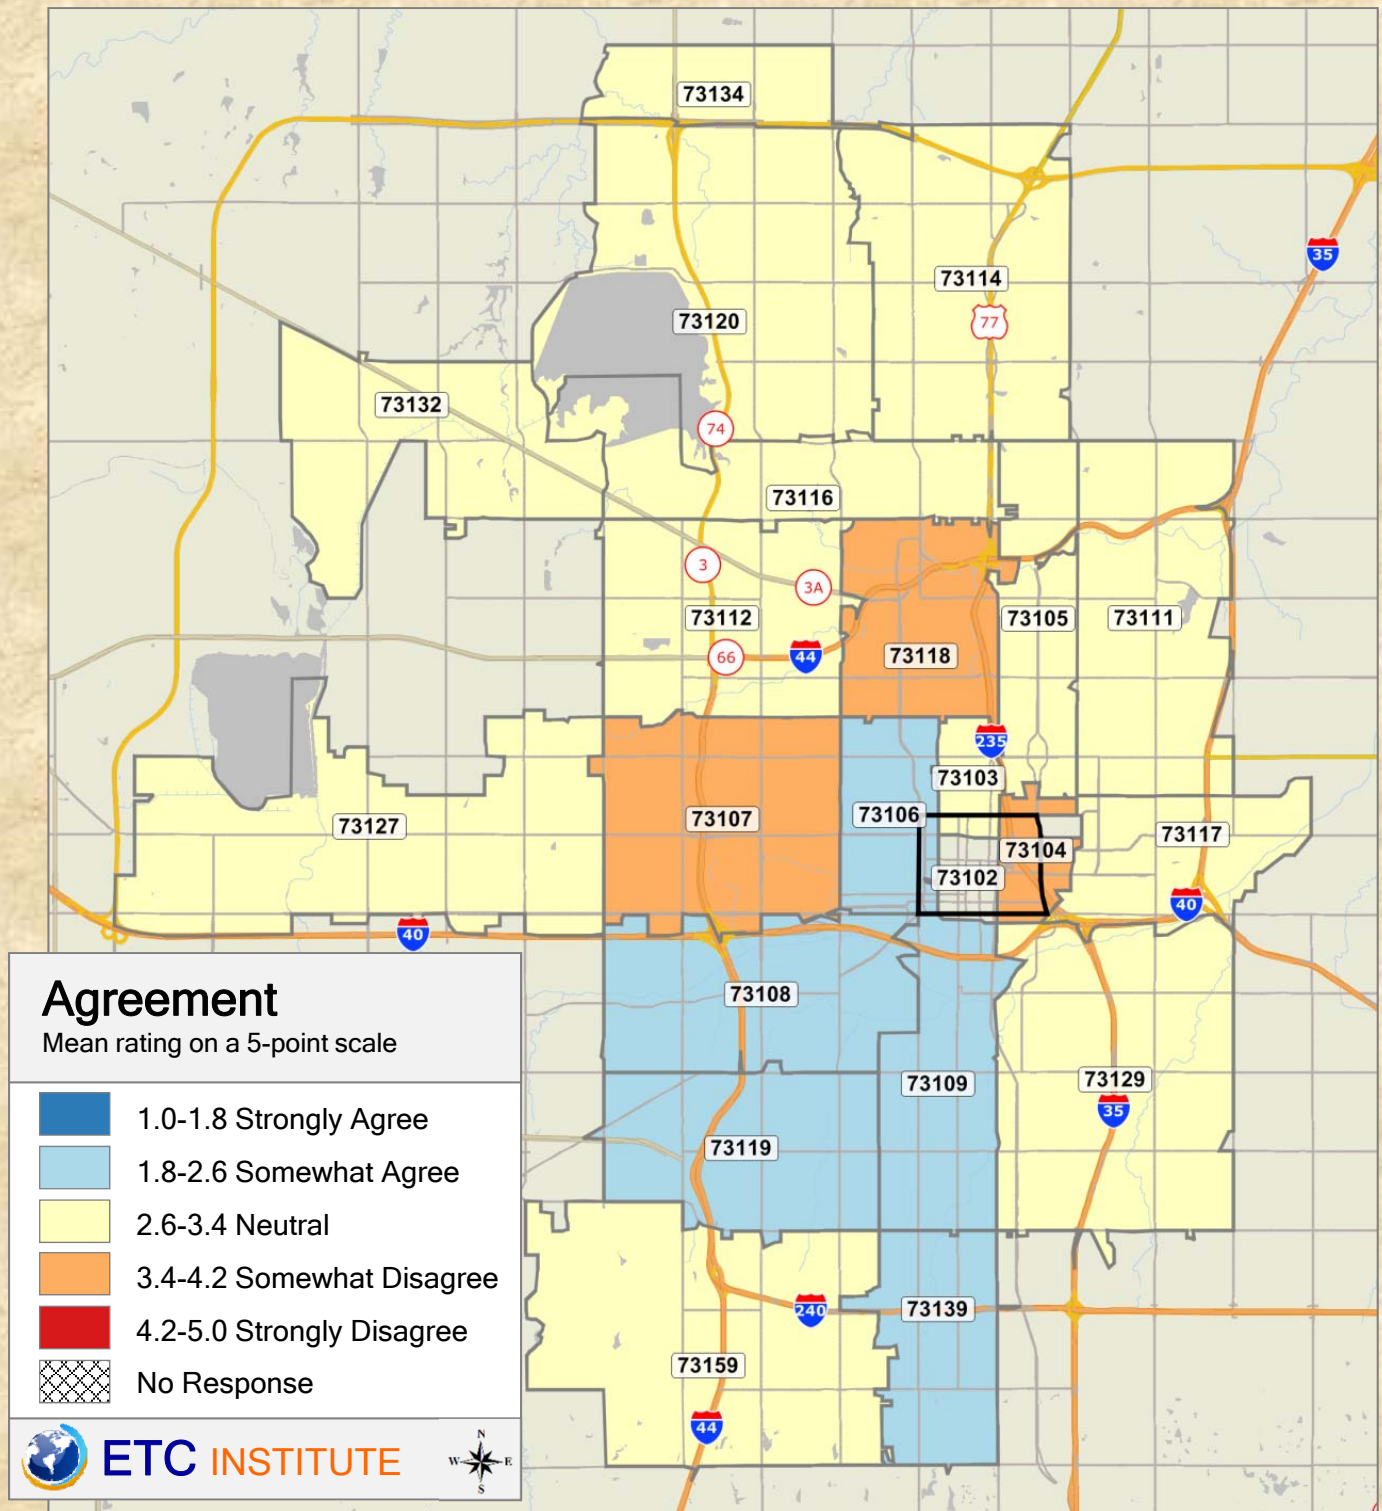 73134
35
73114
77
73120
73132
74
73116
3
3A
73112
73105
73111
66
44
73118
235
73103
73106
73107
73127
73117
73104
73102
40
40
73108
73129
73109
35
73119
240
73139
73159
44
Agreement
Mean rating on a 5-point scale
1.0-1.8 Strongly Agree
1.8-2.6 Somewhat Agree
2.6-3.4 Neutral
3.4-4.2 Somewhat Disagree
4.2-5.0 Strongly Disagree
No Response
ETC INSTITUTE
N
W E
S